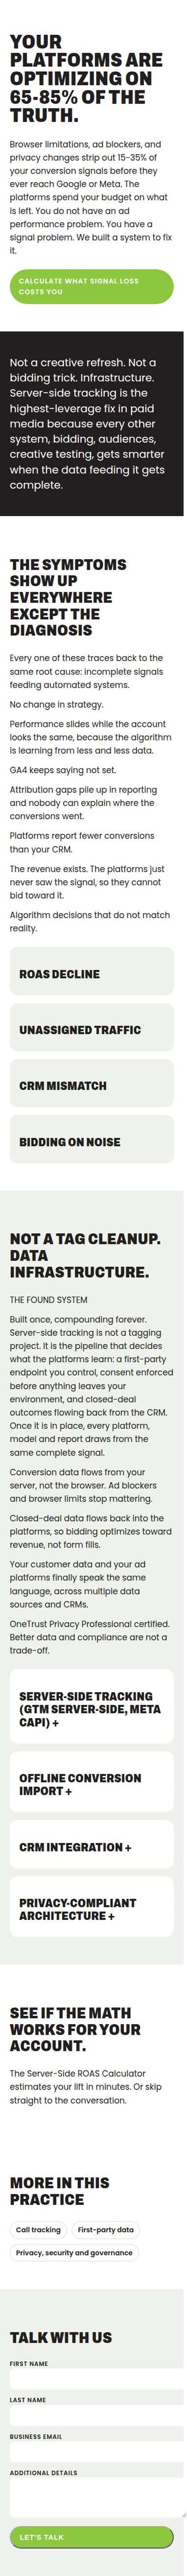 YOUR
PLATFORMS ARE
OPTIMIZING ON
65-85% OF THE
TRUTH.
Browser limitations, ad blockers, and
privacy changes strip out 15-35% of
your conversion signals before they
ever reach Google or Meta. The
platforms spend your budget on what
is left. You do not have an ad
performance problem. You have a
signal problem. We built a system to fix
it.
CALCULATE WHAT SIGNAL LOSS
COSTS YOU
Not a creative refresh. Not a
bidding trick. Infrastructure.
Server-side tracking is the
highest-leverage fix in paid
media because every other
system, bidding, audiences,
creative testing, gets smarter
when the data feeding it gets
complete.
THE SYMPTOMS
SHOW UP
EVERYWHERE
EXCEPT THE
DIAGNOSIS
Every one of these traces back to the
same root cause: incomplete signals
feeding automated systems.
No change in strategy.
Performance slides while the account
looks the same, because the algorithm
is learning from less and less data.
GA4 keeps saying not set.
Attribution gaps pile up in reporting
and nobody can explain where the
conversions went.
Platforms report fewer conversions
than your CRM.
The revenue exists. The platforms just
never saw the signal, so they cannot
bid toward it.
Algorithm decisions that do not match
reality.
ROAS DECLINE
UNASSIGNED TRAFFIC
CRM MISMATCH
BIDDING ON NOISE
NOT A TAG CLEANUP.
DATA
INFRASTRUCTURE.
THE FOUND SYSTEM
Built once, compounding forever.
Server-side tracking is not a tagging
project. It is the pipeline that decides
what the platforms learn: a first-party
endpoint you control, consent enforced
before anything leaves your
environment, and closed-deal
outcomes flowing back from the CRM.
Once it is in place, every platform,
model and report draws from the
same complete signal.
Conversion data flows from your
server, not the browser. Ad blockers
and browser limits stop mattering.
Closed-deal data flows back into the
platforms, so bidding optimizes toward
revenue, not form fills.
Your customer data and your ad
platforms finally speak the same
language, across multiple data
sources and CRMs.
OneTrust Privacy Professional certified.
Better data and compliance are not a
trade-off.
SERVER-SIDE TRACKING
(GTM SERVER-SIDE, META
CAPI) +
OFFLINE CONVERSION
IMPORT +
CRM INTEGRATION +
PRIVACY-COMPLIANT
ARCHITECTURE +
SEE IF THE MATH
WORKS FOR YOUR
ACCOUNT.
The Server-Side ROAS Calculator
estimates your lift in minutes. Or skip
straight to the conversation.
MORE IN THIS
PRACTICE
Call tracking
First-party data
Privacy, security and governance
TALK WITH US
FIRST NAME
LAST NAME
BUSINESS EMAIL
ADDITIONAL DETAILS
LET'S TALK